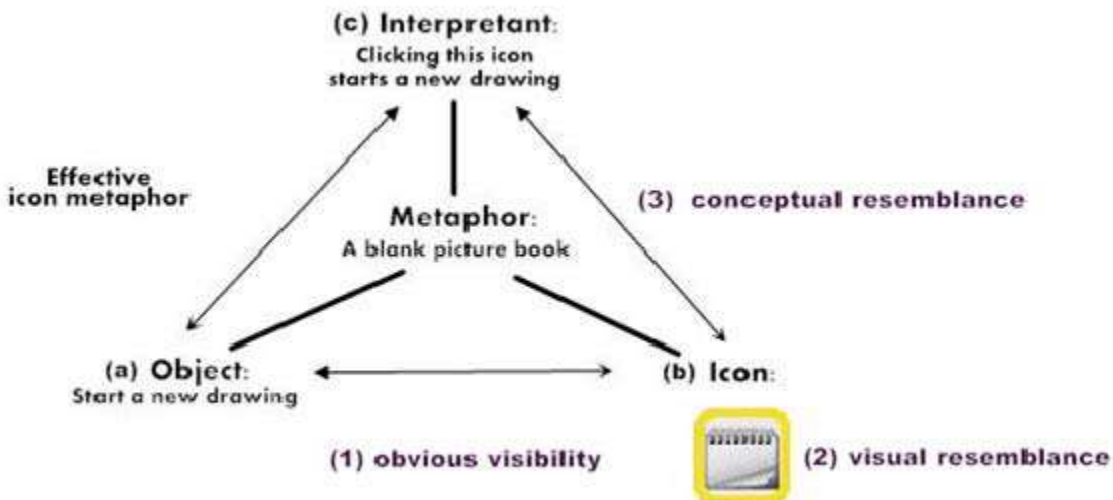 (c) Interpretant:
Clicking this icon
starts a new drawing
Effective
icon metaphor
(3) conceptual resemblance
Metaphor:
A blank picture book
(a) Object:
Start a new drawing
(b) Icon:
(1) obvious visibility
(2) visual resemblance